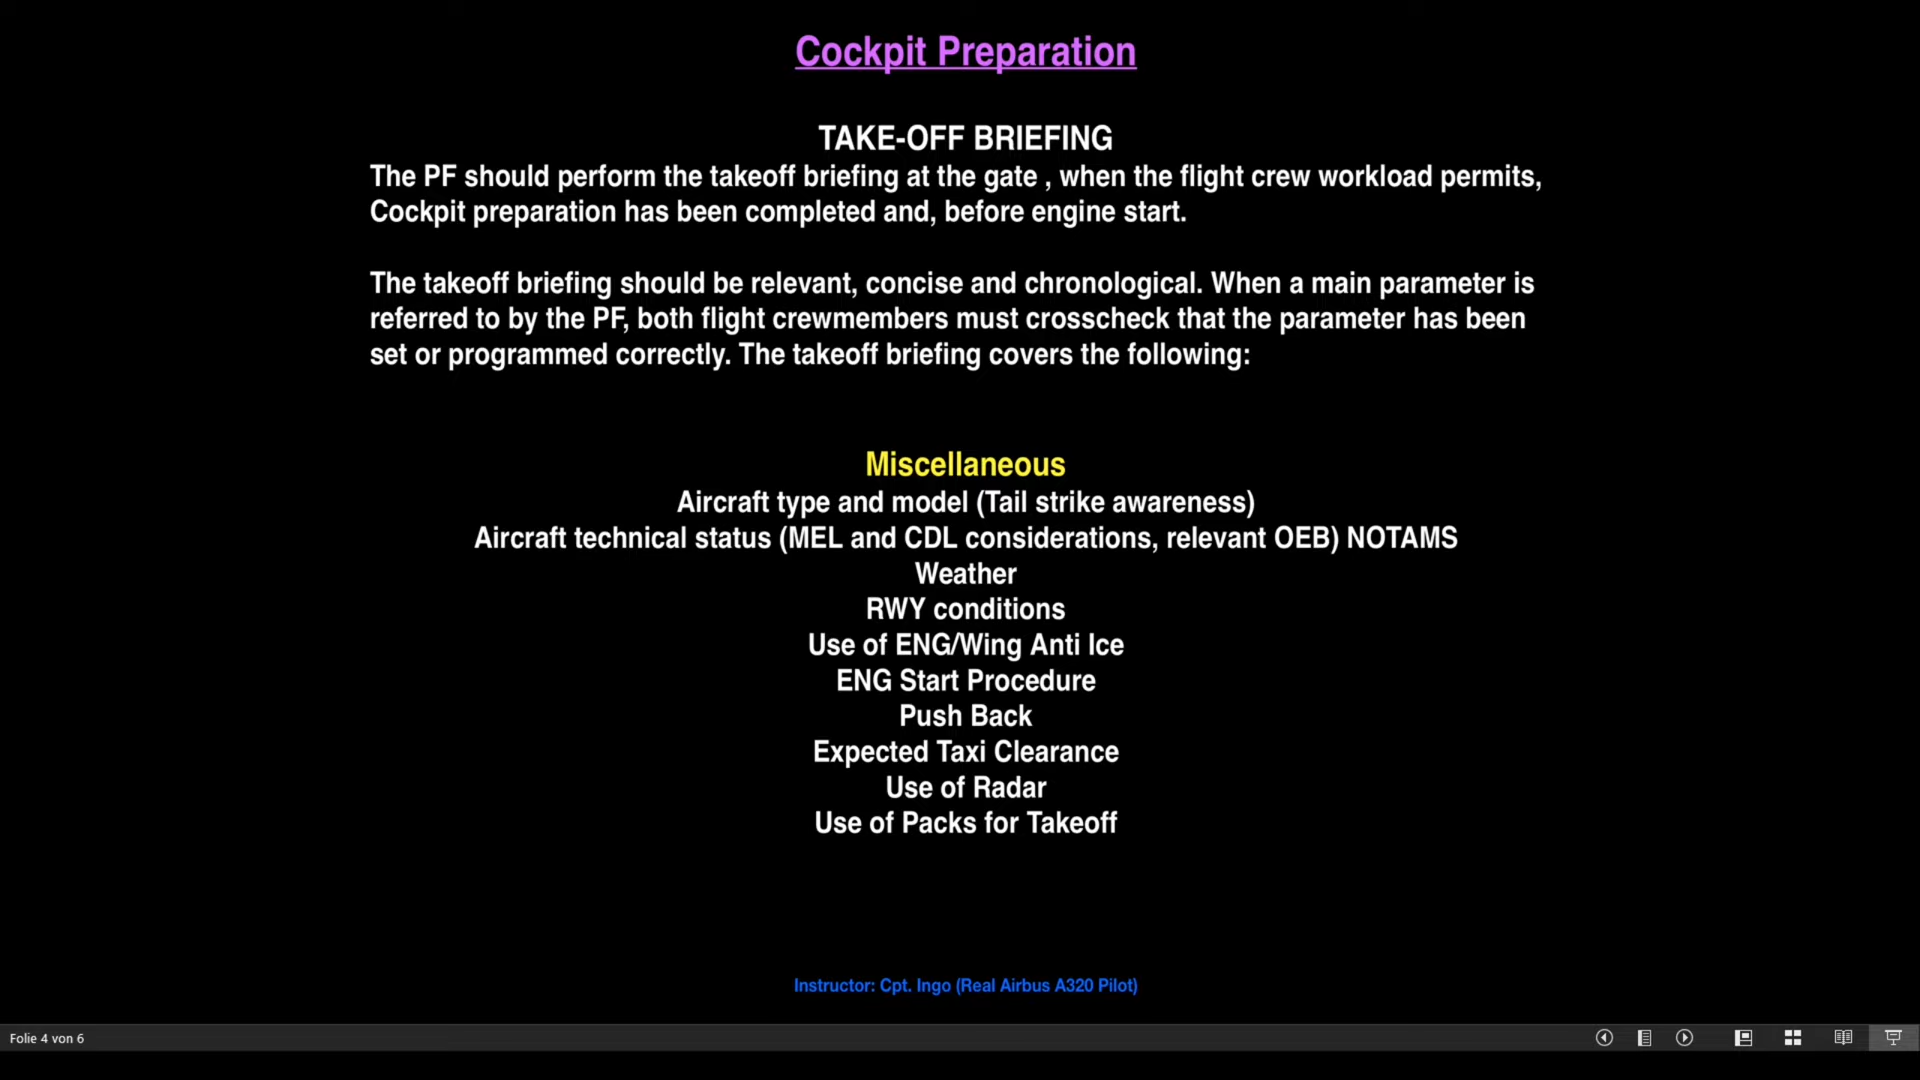 Cockpit Preparation
TAKE-OFF BRIEFING
The PF should perform the takeoff briefing at the gate , when the flight crew workload permits,
Cockpit preparation has been completed and, before engine start.
The takeoff briefing should be relevant, concise and chronological. When a main parameter is
referred to by the PF, both flight crewmembers must crosscheck that the parameter has been
set or programmed correctly. The takeoff briefing covers the following:
Miscellaneous
Aircraft type and model (Tail strike awareness)
Aircraft technical status (MEL and CDL considerations, relevant OEB) NOTAMS
Weather
RWY conditions
Use of ENG/Wing Anti Ice
ENG Start Procedure
Push Back
Expected Taxi Clearance
Use of Radar
Use of Packs for Takeoff
Instructor: Cpt. Ingo (Real Airbus A320 Pilot)
Folie 4 von 6